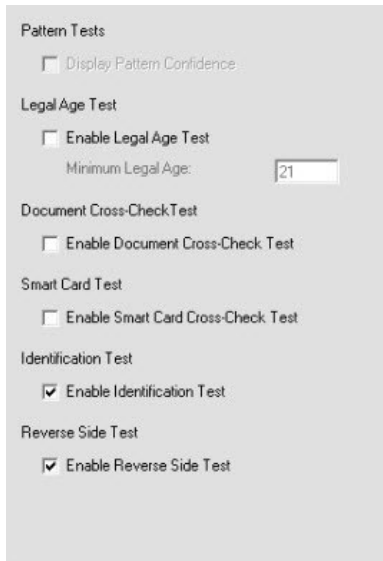 Pattern Tests
Display Pattern Confidence
Legal Age Test
Enable Legal Age Test
Minimum Legal Age: 21
Document Cross-CheckTest
Enable Document Cross-Check Test
Smart Card Test
Enable Smart Card Cross-Check Test
Identification Test
Enable Identification Test
Reverse Side Test
Enable Reverse Side Test